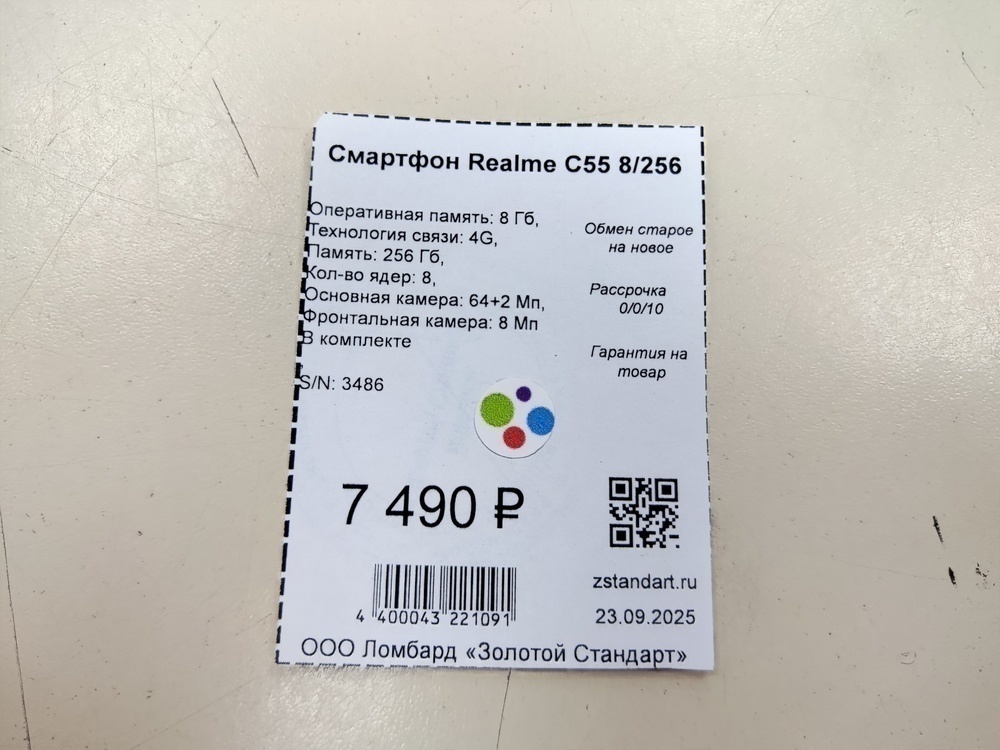 Смартфон Realme C55 8/256
Оперативная память: 8 Гб,
Технология связи: 4G,
Память: 256 Гб,
Кол-во ядер: 8,
Основная камера: 64+2 Мп,
Фронтальная камера: 8 Мп
В комплекте
S/N: 3486
Обмен старое
на новое
Рассрочка
0/0/10
Гарантия на
товар
7 490 ₽
4 400043 221091
zstandart.ru
23.09.2025
ООО Ломбард «Золотой Стандарт»